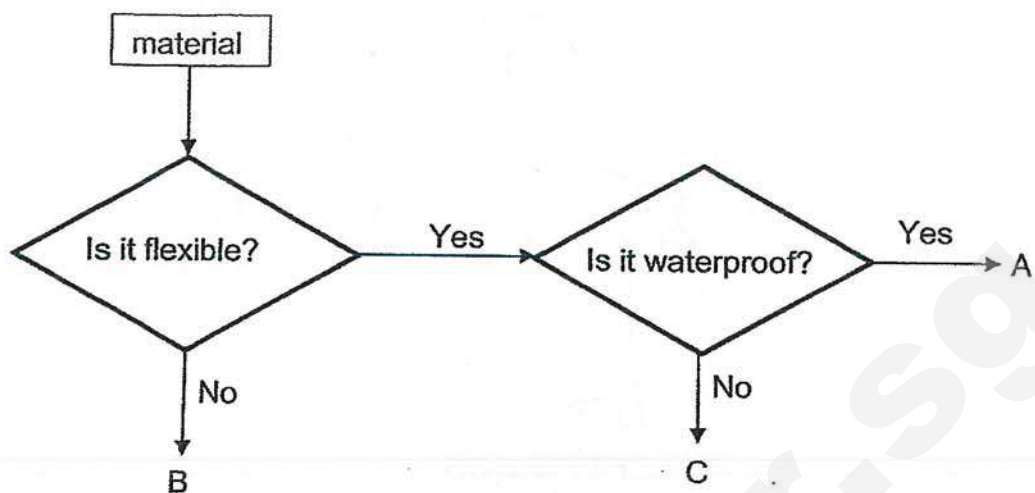 material
Is it flexible?
Yes
Is it waterproof?
Yes
A
No
B
No
C